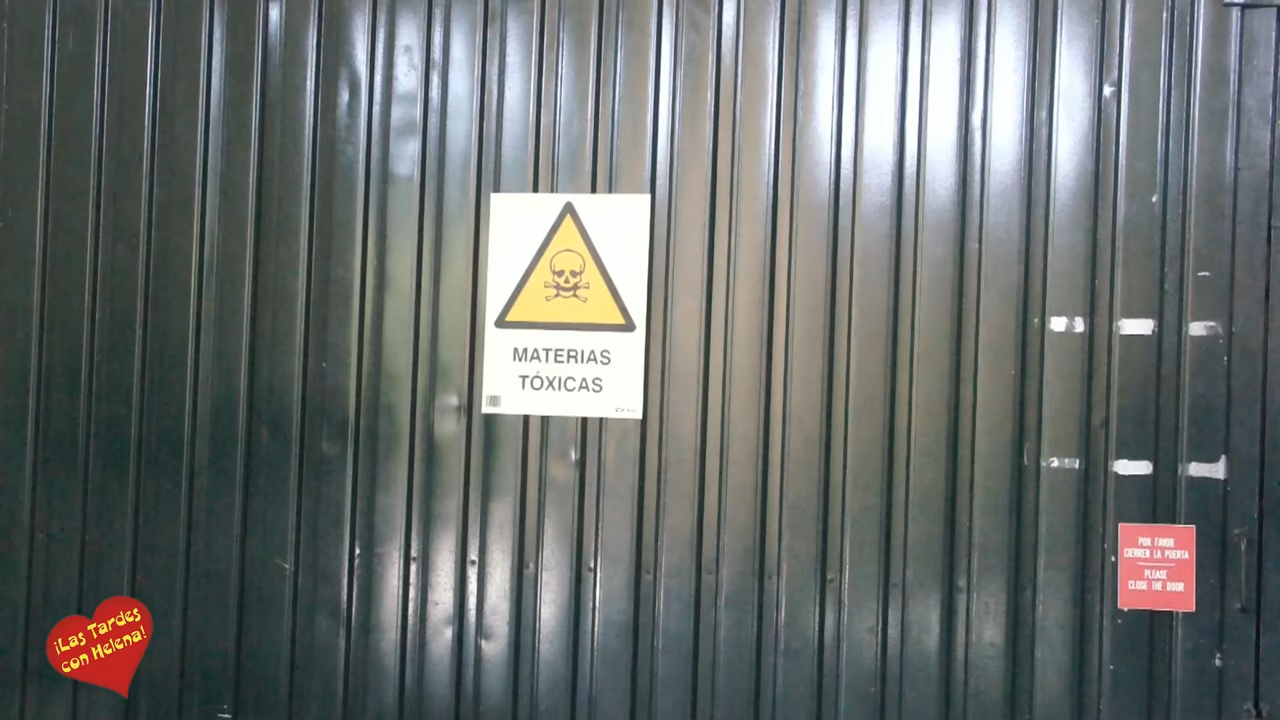 MATERIAS
TÓXICAS
POR FAVOR
CIERREN LA PUERTA
PLEASE
CLOSE THE DOOR
¡Las Tardes
con Helena!